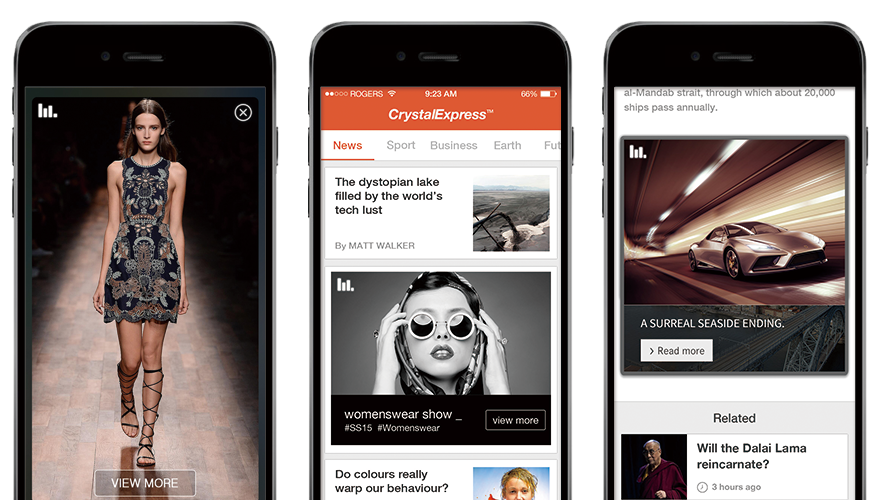 VIEW MORE
ROGERS
9:23 AM
66%
CrystalExpress™
News Sport Business Earth Fut
The dystopian lake
filled by the world's
tech lust
By MATT WALKER
womenswear show _
#SS15 #Womenswear
view more
Do colours really
warp our behaviour?
al-Mandab strait, through which about 20,000
ships pass annually.
A SURREAL SEASIDE ENDING.
> Read more
Related
Will the Dalai Lama
reincarnate?
3 hours ago